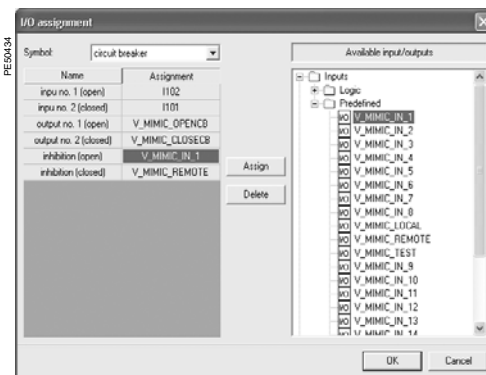 PE50434
I/O assignment
Symbol: circuit breaker
Available input/outputs
Name Assignment
inpu no. 1 (open) I102
inpu no. 2 (closed) I101
output no. 1 (open) V_MIMIC_OPENCB
output no. 2 (closed) V_MIMIC_CLOSECB
inhibition (open) V_MIMIC_IN_1
inhibition (closed) V_MIMIC_REMOTE
Assign
Delete
Inputs
Logic
Predefined
I/O V_MIMIC_IN_1
I/O V_MIMIC_IN_2
I/O V_MIMIC_IN_3
I/O V_MIMIC_IN_4
I/O V_MIMIC_IN_5
I/O V_MIMIC_IN_6
I/O V_MIMIC_IN_7
I/O V_MIMIC_IN_8
I/O V_MIMIC_LOCAL
I/O V_MIMIC_REMOTE
I/O V_MIMIC_TEST
I/O V_MIMIC_IN_9
I/O V_MIMIC_IN_10
I/O V_MIMIC_IN_11
I/O V_MIMIC_IN_12
I/O V_MIMIC_IN_13
I/O V_MIMIC_IN_14
OK Cancel